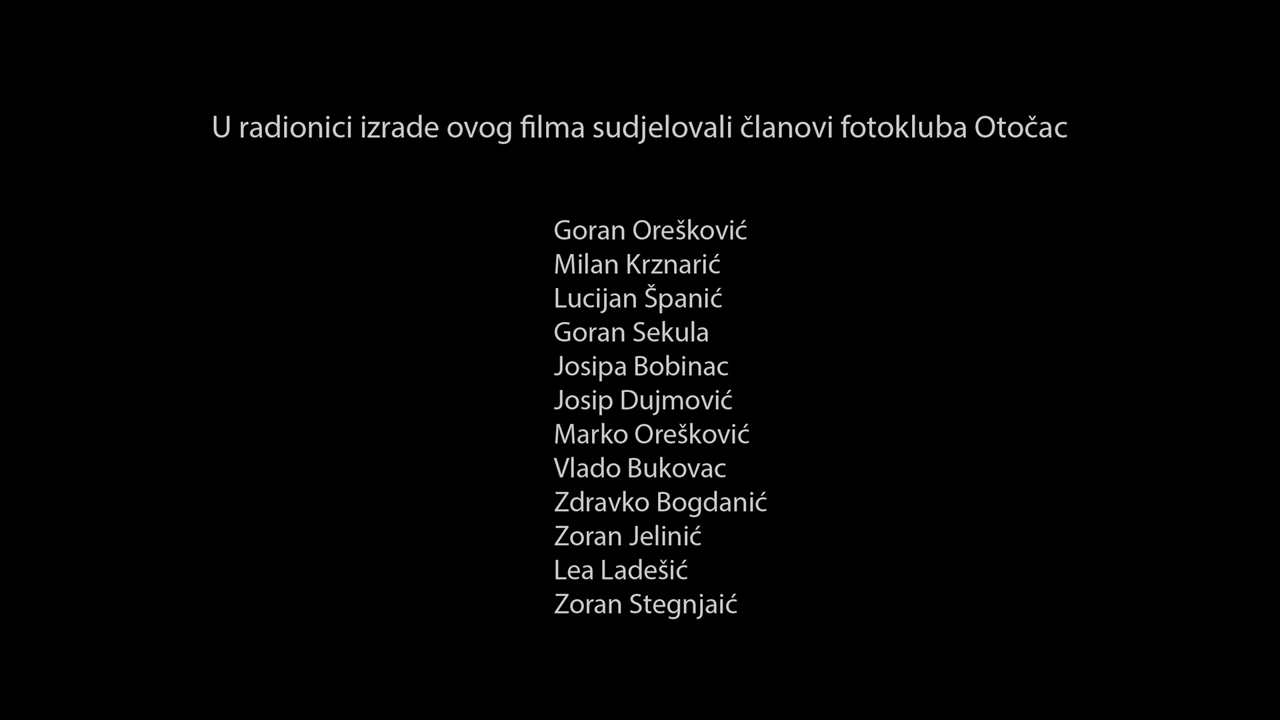 U radionici izrade ovog filma sudjelovali članovi fotokluba Otočac
Goran Orešković
Milan Krznarić
Lucijan Španić
Goran Sekula
Josipa Bobinac
Josip Dujmović
Marko Orešković
Vlado Bukovac
Zdravko Bogdanić
Zoran Jelinić
Lea Ladešić
Zoran Stegnjaić